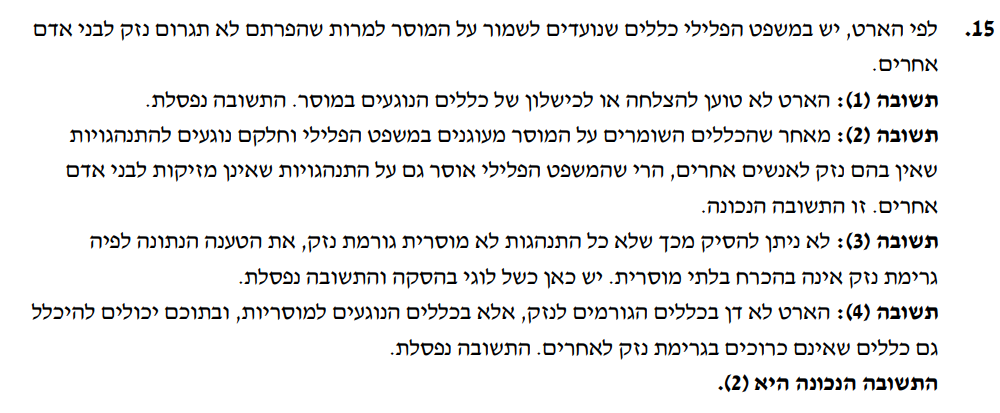 15. לפי הארט, יש במשפט הפלילי כללים שנועדים לשמור על המוסר למרות שהפרתם לא תגרום נזק לבני אדם
אחרים.
תשובה (1): הארט לא טוען להצלחה או לכישלון של כללים הנוגעים במוסר. התשובה נפסלת.
תשובה (2): מאחר שהכללים השומרים על המוסר מעוגנים במשפט הפלילי וחלקם נוגעים להתנהגויות
שאין בהם נזק לאנשים אחרים, הרי שהמשפט הפלילי אוסר גם על התנהגויות שאינן מזיקות לבני אדם
אחרים. זו התשובה הנכונה.
תשובה (3): לא ניתן להסיק מכך שלא כל התנהגות לא מוסרית גורמת נזק, את הטענה הנתונה לפיה
גרימת נזק אינה בהכרח בלתי מוסרית. יש כאן כשל לוגי בהסקה והתשובה נפסלת.
תשובה (4): הארט לא דן בכללים הגורמים לנזק, אלא בכללים הנוגעים למוסריות, ובתוכם יכולים להיכלל
גם כללים שאינם כרוכים בגרימת נזק לאחרים. התשובה נפסלת.
התשובה הנכונה היא (2).